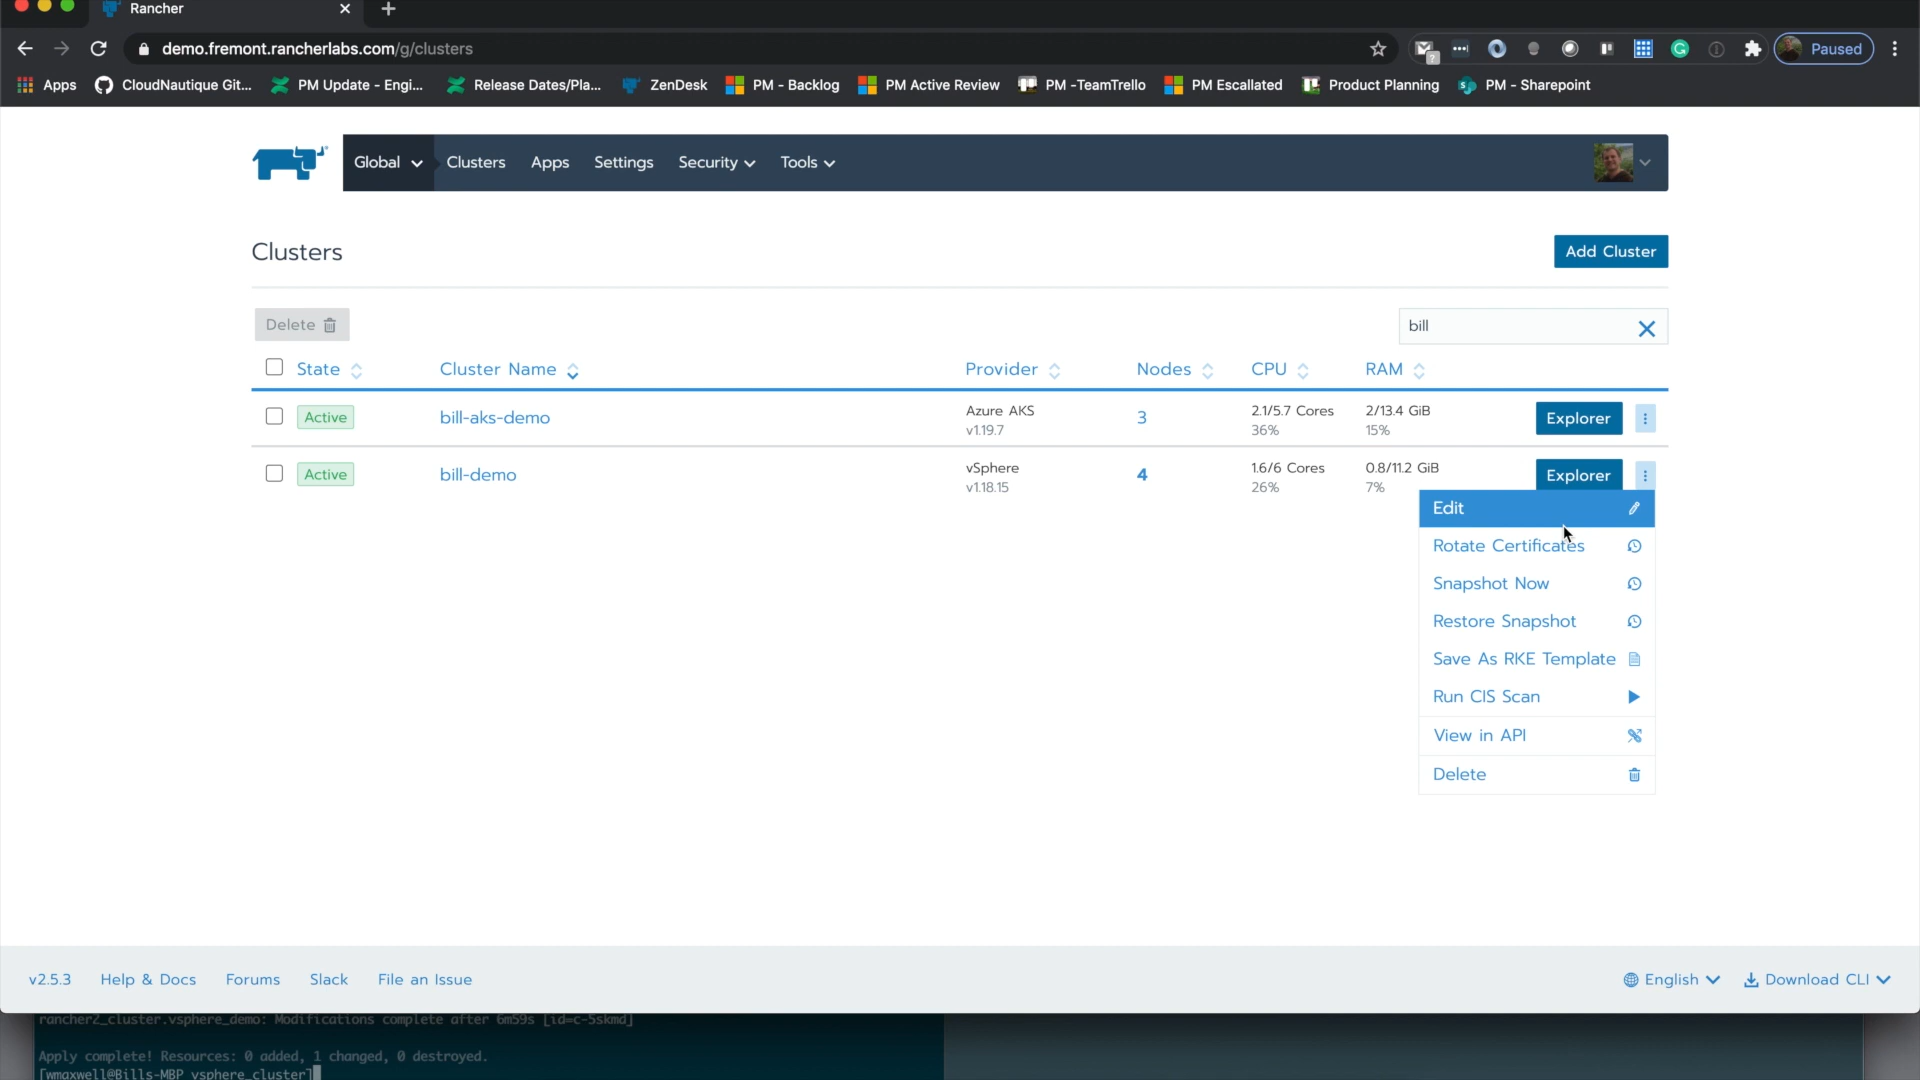 Rancher
demo.fremont.rancherlabs.com/g/clusters
Paused
Apps CloudNautique Git... PM Update - Engi... Release Dates/Pla... ZenDesk PM - Backlog PM Active Review PM -TeamTrello PM Escallated Product Planning PM - Sharepoint
Global Clusters Apps Settings Security Tools
Clusters
Add Cluster
Delete
bill
State Cluster Name Provider Nodes CPU RAM
Active bill-aks-demo Azure AKS 3 2.1/5.7 Cores 2/13.4 GiB Explorer
v1.19.7 36% 15%
Active bill-demo vSphere 4 1.6/6 Cores 0.8/11.2 GiB Explorer
v1.18.15 26% 7%
Edit
Rotate Certificates
Snapshot Now
Restore Snapshot
Save As RKE Template
Run CIS Scan
View in API
Delete
v2.5.3 Help & Docs Forums Slack File an Issue English Download CLI
rancher2_cluster.vsphere_demo: Modifications complete after 6m59s [id=c-5skmd]
Apply complete! Resources: 0 added, 1 changed, 0 destroyed.
[wmaxwell@Bills-MBP vsphere_cluster]